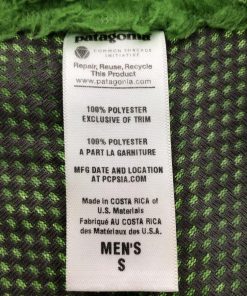 patagonia
COMMON THREADS
INITIATIVE
Repair, Reuse, Recycle
This Product
www.patagonia.com
100% POLYESTER
EXCLUSIVE OF TRIM
100% POLYESTER
A PART LA GARNITURE
MFG DATE AND LOCATION
AT PCPSIA.COM
Made in COSTA RICA of
U.S. Materials
Fabriqué AU COSTA RICA
des Matériaux des U.S.A.
MEN'S
S